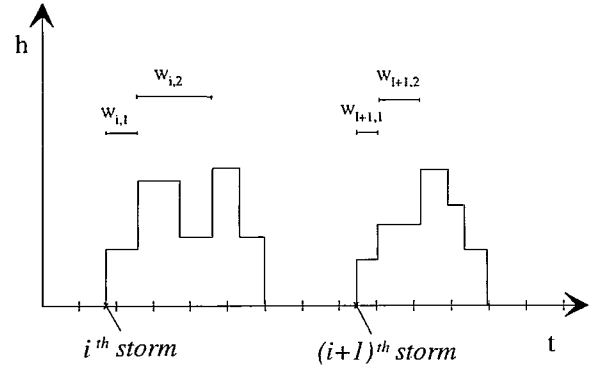 h
w_{i,2}
w_{i,1}
w_{I+1,2}
w_{I+1,1}
i^{th} storm
(i+1)^{th} storm
t